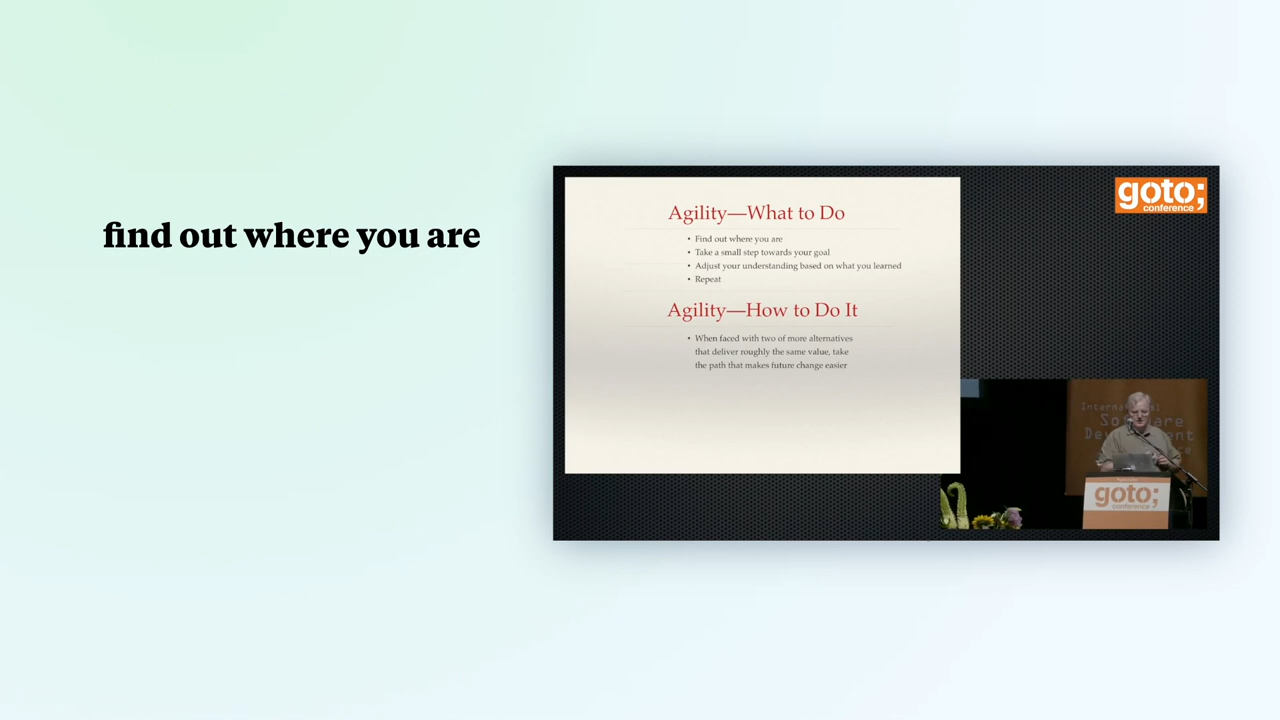 find out where you are
goto;
conference
Agility—What to Do
• Find out where you are
• Take a small step towards your goal
• Adjust your understanding based on what you learned
• Repeat
Agility—How to Do It
• When faced with two of more alternatives
that deliver roughly the same value, take
the path that makes future change easier
goto;
conference